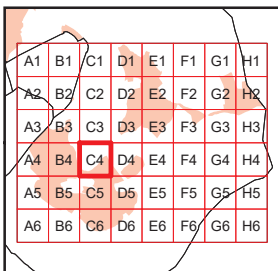 A1 B1 C1 D1 E1 F1 G1 H1
A2 B2 C2 D2 E2 F2 G2 H2
A3 B3 C3 D3 E3 F3 G3 H3
A4 B4 C4 D4 E4 F4 G4 H4
A5 B5 C5 D5 E5 F5 G5 H5
A6 B6 C6 D6 E6 F6 G6 H6